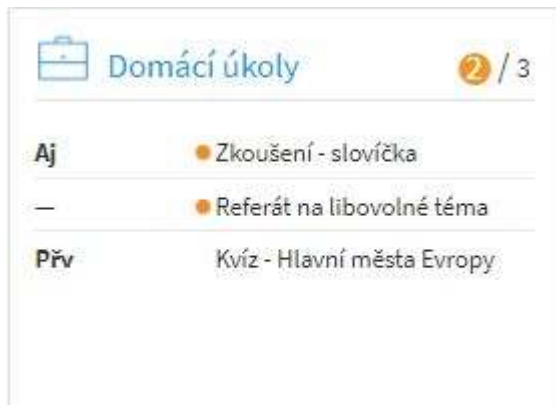 Domácí úkoly 2 / 3
Aj Zkoušení - slovíčka
— Referát na libovolné téma
Přv Kvíz - Hlavní města Evropy